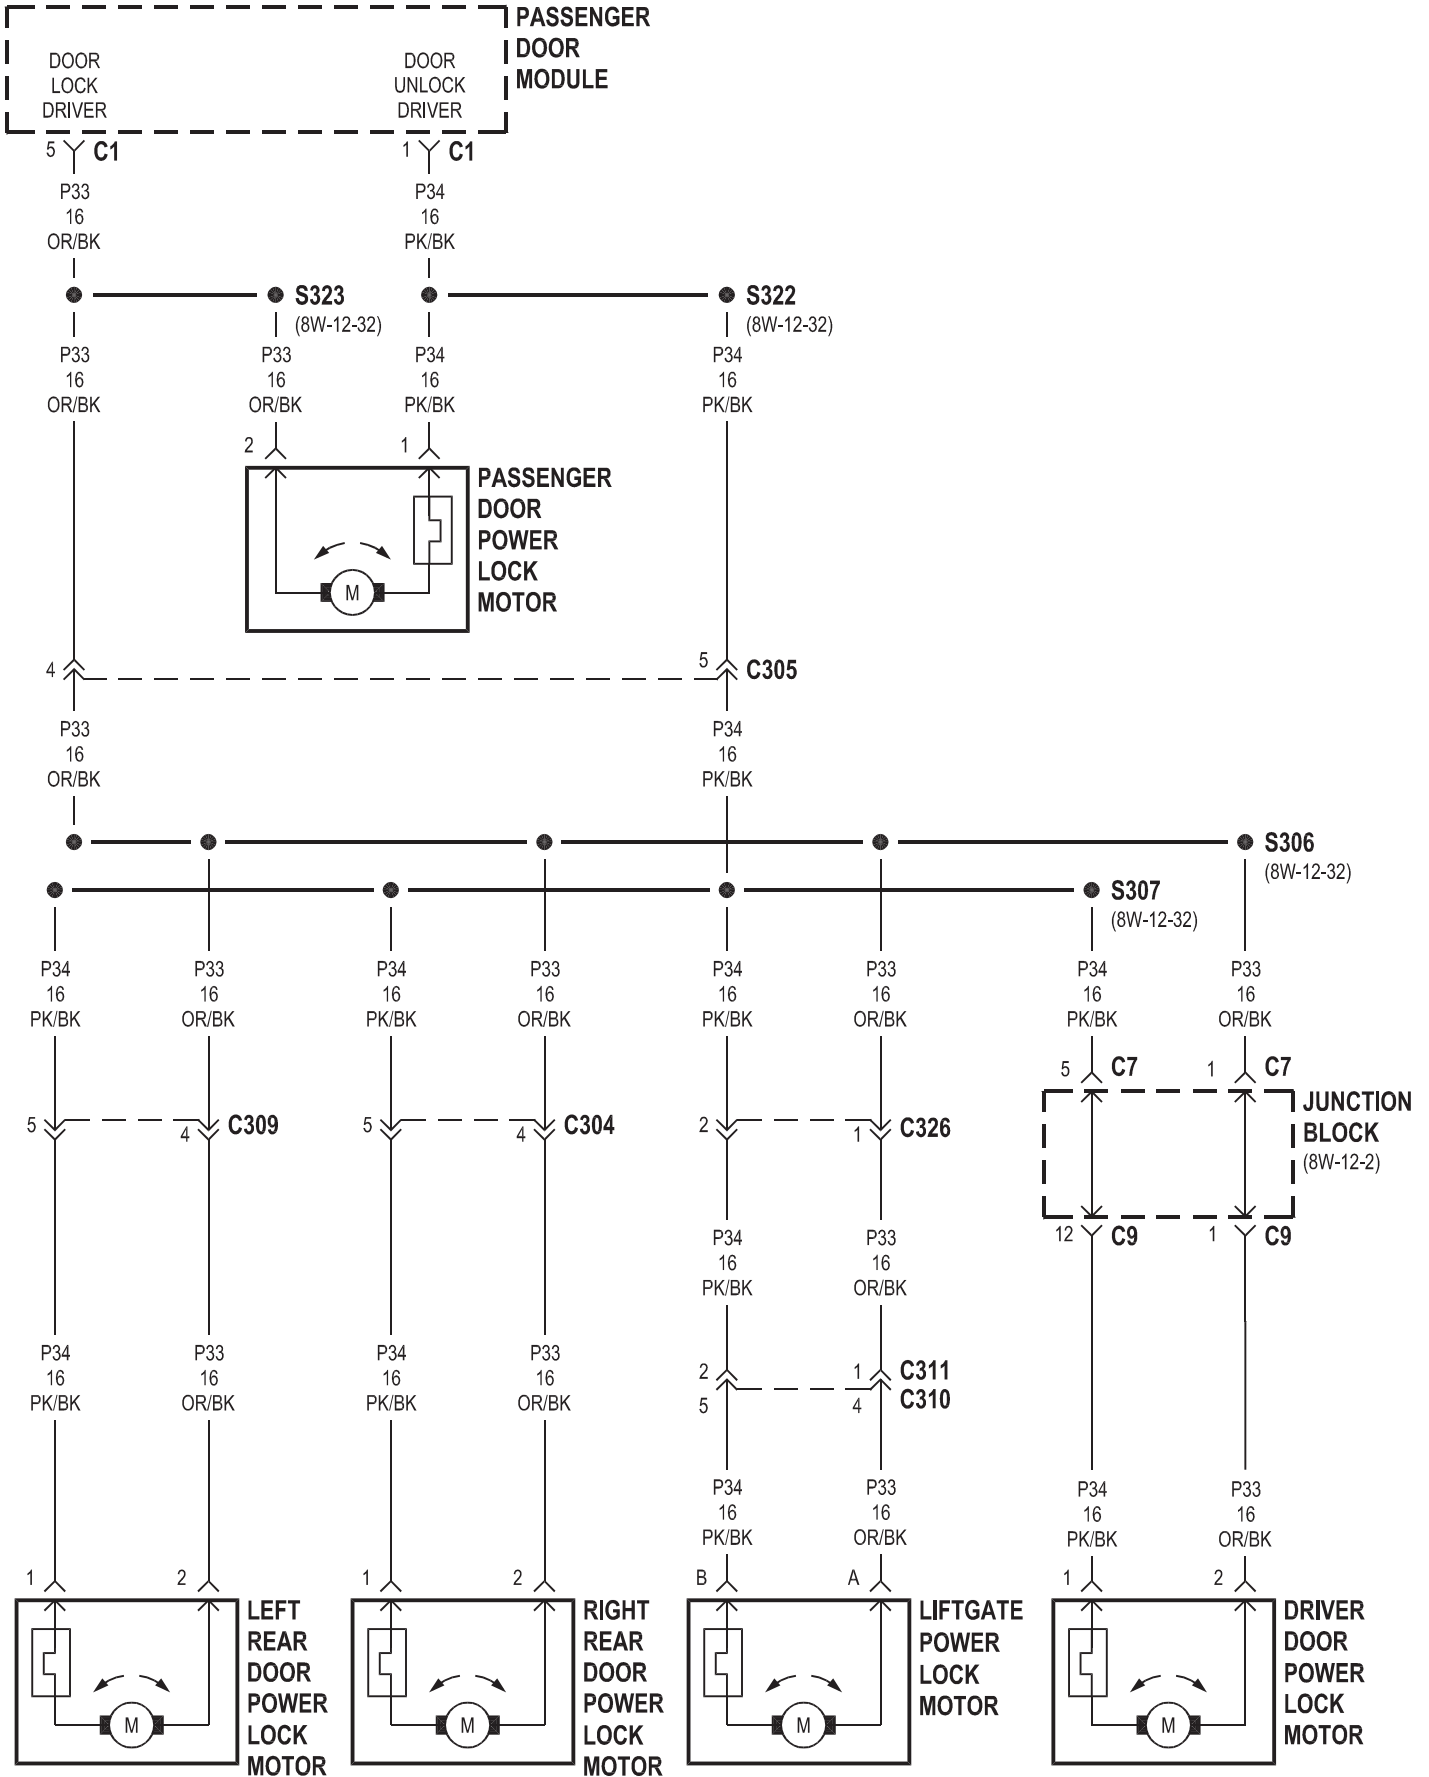 PASSENGER
DOOR
MODULE
DOOR
LOCK
DRIVER
DOOR
UNLOCK
DRIVER
5 C1
1 C1
P33
16
OR/BK
P34
16
PK/BK
S323
(8W-12-32)
S322
(8W-12-32)
P33
16
OR/BK
P33
16
OR/BK
P34
16
PK/BK
P34
16
PK/BK
2
1
PASSENGER
DOOR
POWER
LOCK
MOTOR
M
4
5 C305
P33
16
OR/BK
P34
16
PK/BK
S306
(8W-12-32)
S307
(8W-12-32)
P34
16
PK/BK
P33
16
OR/BK
P34
16
PK/BK
P33
16
OR/BK
P34
16
PK/BK
P33
16
OR/BK
P34
16
PK/BK
P33
16
OR/BK
5 C7
1 C7
JUNCTION
BLOCK
(8W-12-2)
5
4 C309
5
4 C304
2
1 C326
12 C9
1 C9
P34
16
PK/BK
P33
16
OR/BK
P34
16
PK/BK
P33
16
OR/BK
P34
16
PK/BK
P33
16
OR/BK
2
1 C311
5
4 C310
P34
16
PK/BK
P33
16
OR/BK
P34
16
PK/BK
P33
16
OR/BK
1
2
1
2
B
A
1
2
LEFT
REAR
DOOR
POWER
LOCK
MOTOR
M
RIGHT
REAR
DOOR
POWER
LOCK
MOTOR
M
LIFTGATE
POWER
LOCK
MOTOR
M
DRIVER
DOOR
POWER
LOCK
MOTOR
M